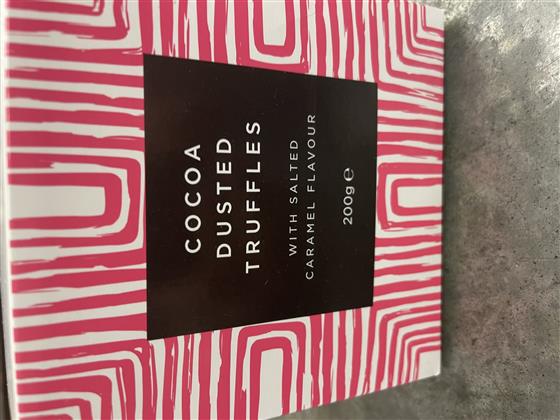 COCOA
DUSTED
TRUFFLES
WITH SALTED
CARAMEL FLAVOUR
200g℮